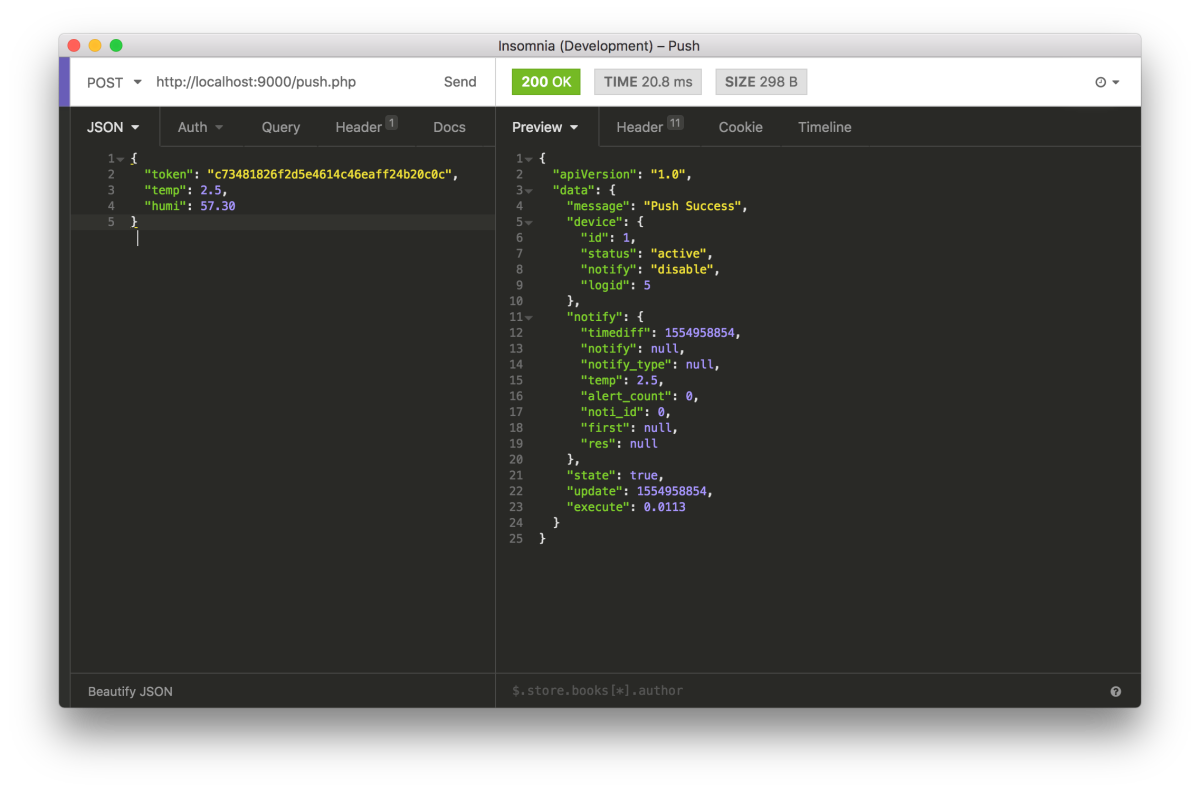 Insomnia (Development) – Push
POST http://localhost:9000/push.php Send
200 OK TIME 20.8 ms SIZE 298 B
JSON Auth Query Header 1 Docs
1 {
2 "token": "c73481826f2d5e4614c46eaff24b20c0c",
3 "temp": 2.5,
4 "humi": 57.30
5 }
Beautify JSON
Preview Header 11 Cookie Timeline
1 {
2 "apiVersion": "1.0",
3 "data": {
4 "message": "Push Success",
5 "device": {
6 "id": 1,
7 "status": "active",
8 "notify": "disable",
9 "logid": 5
10 },
11 "notify": {
12 "timediff": 1554958854,
13 "notify": null,
14 "notify_type": null,
15 "temp": 2.5,
16 "alert_count": 0,
17 "noti_id": 0,
18 "first": null,
19 "res": null
20 },
21 "state": true,
22 "update": 1554958854,
23 "execute": 0.0113
24 }
25 }
$.store.books[*].author
?